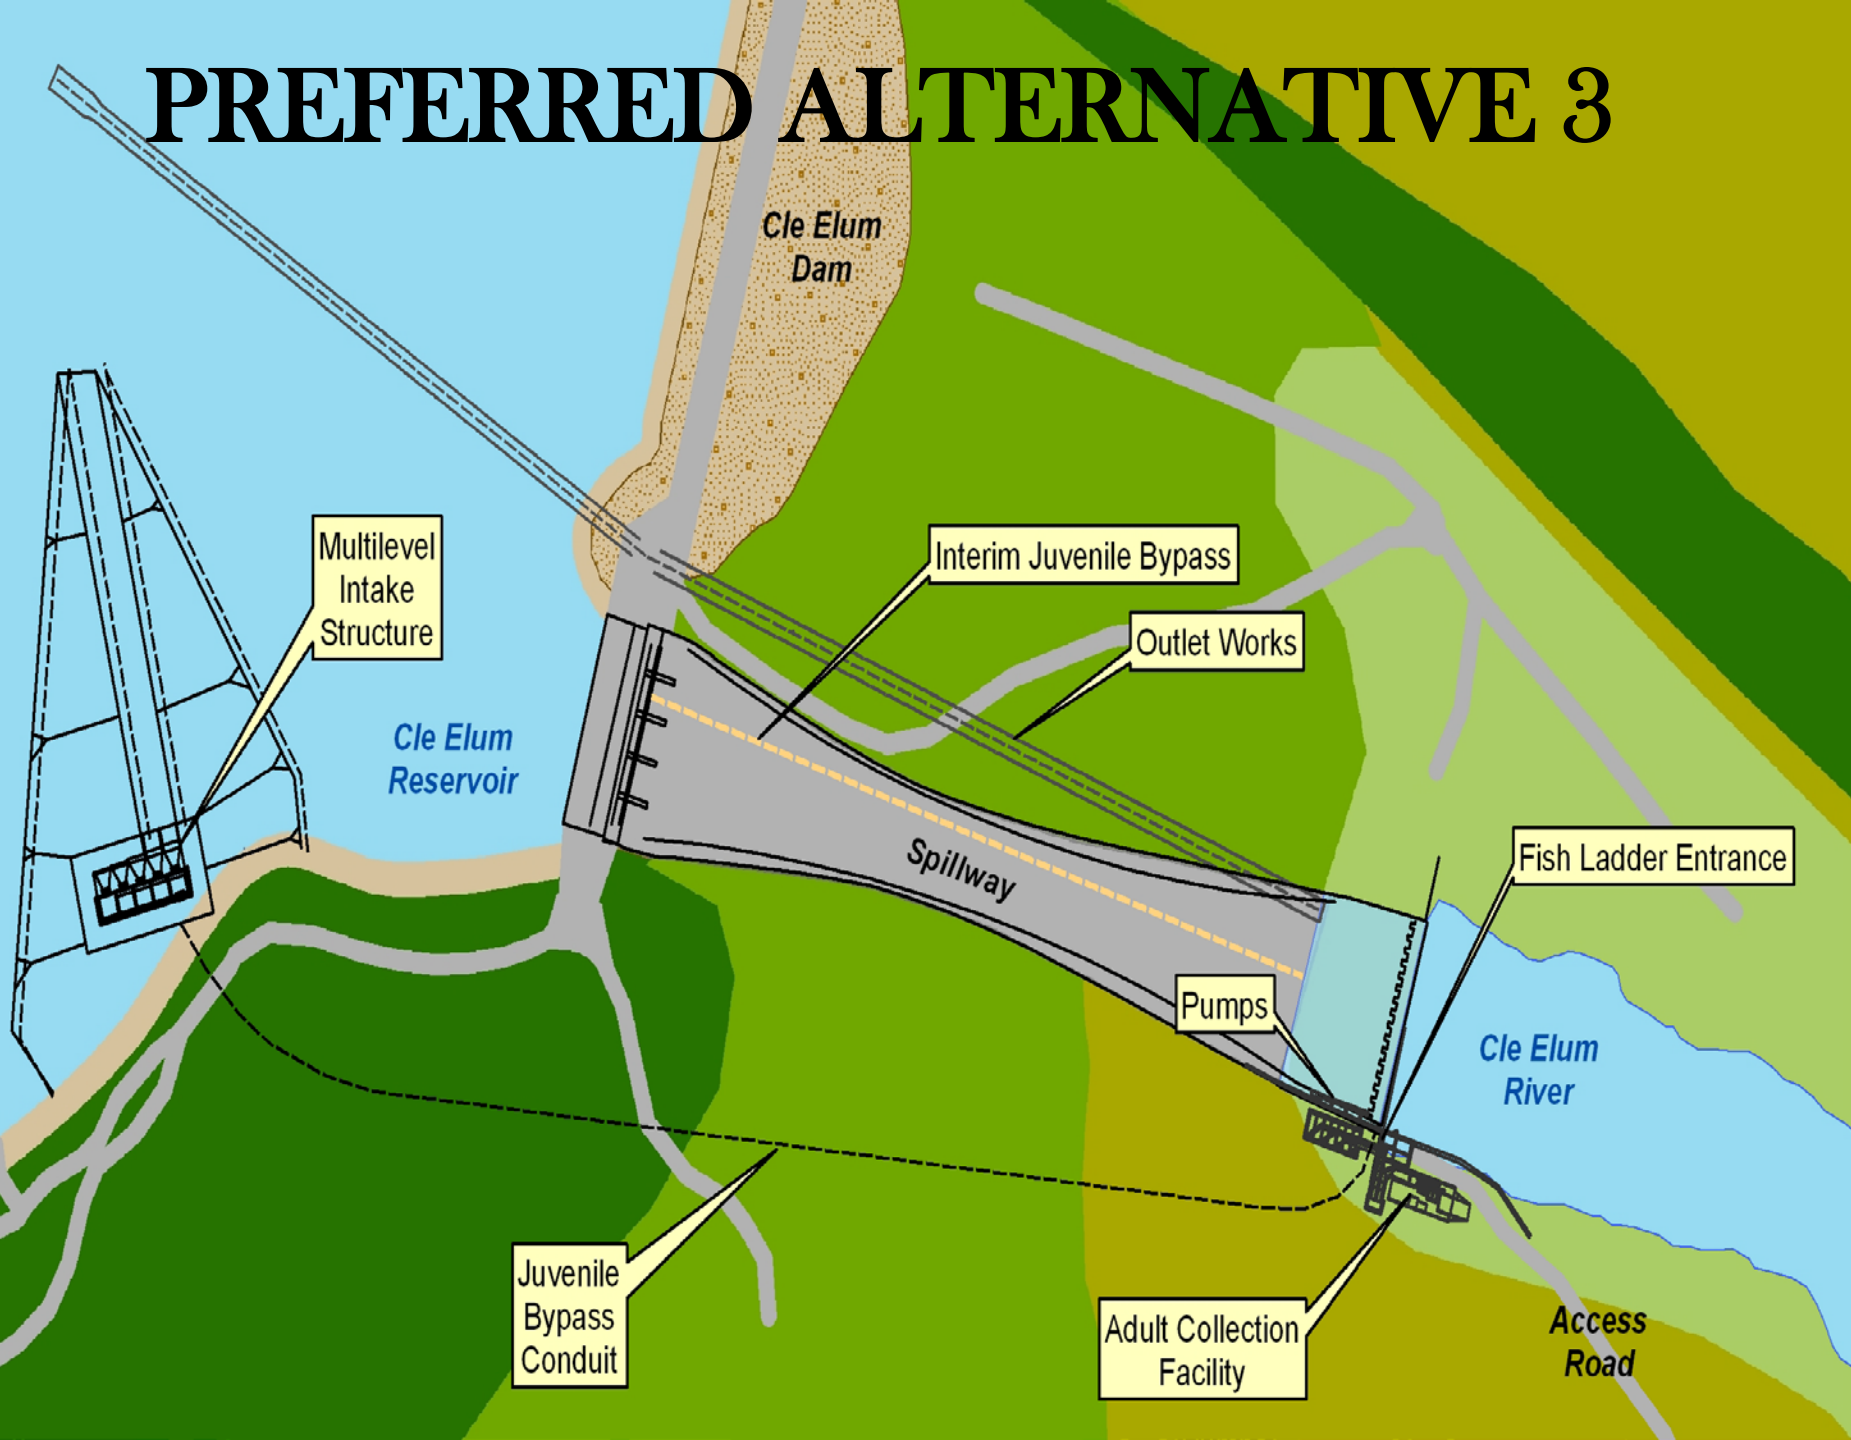 PREFERRED ALTERNATIVE 3
Cle Elum
Dam
Multilevel
Intake
Structure
Interim Juvenile Bypass
Outlet Works
Cle Elum
Reservoir
Spillway
Fish Ladder Entrance
Pumps
Cle Elum
River
Juvenile
Bypass
Conduit
Adult Collection
Facility
Access
Road